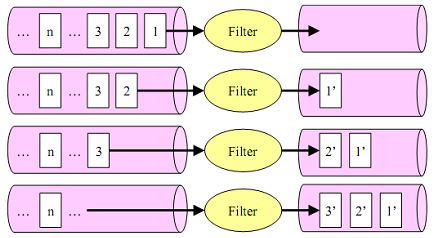 … n … 3 2 1 Filter
… n … 3 2 Filter 1’
… n … 3 Filter 2’ 1’
… n … Filter 3’ 2’ 1’